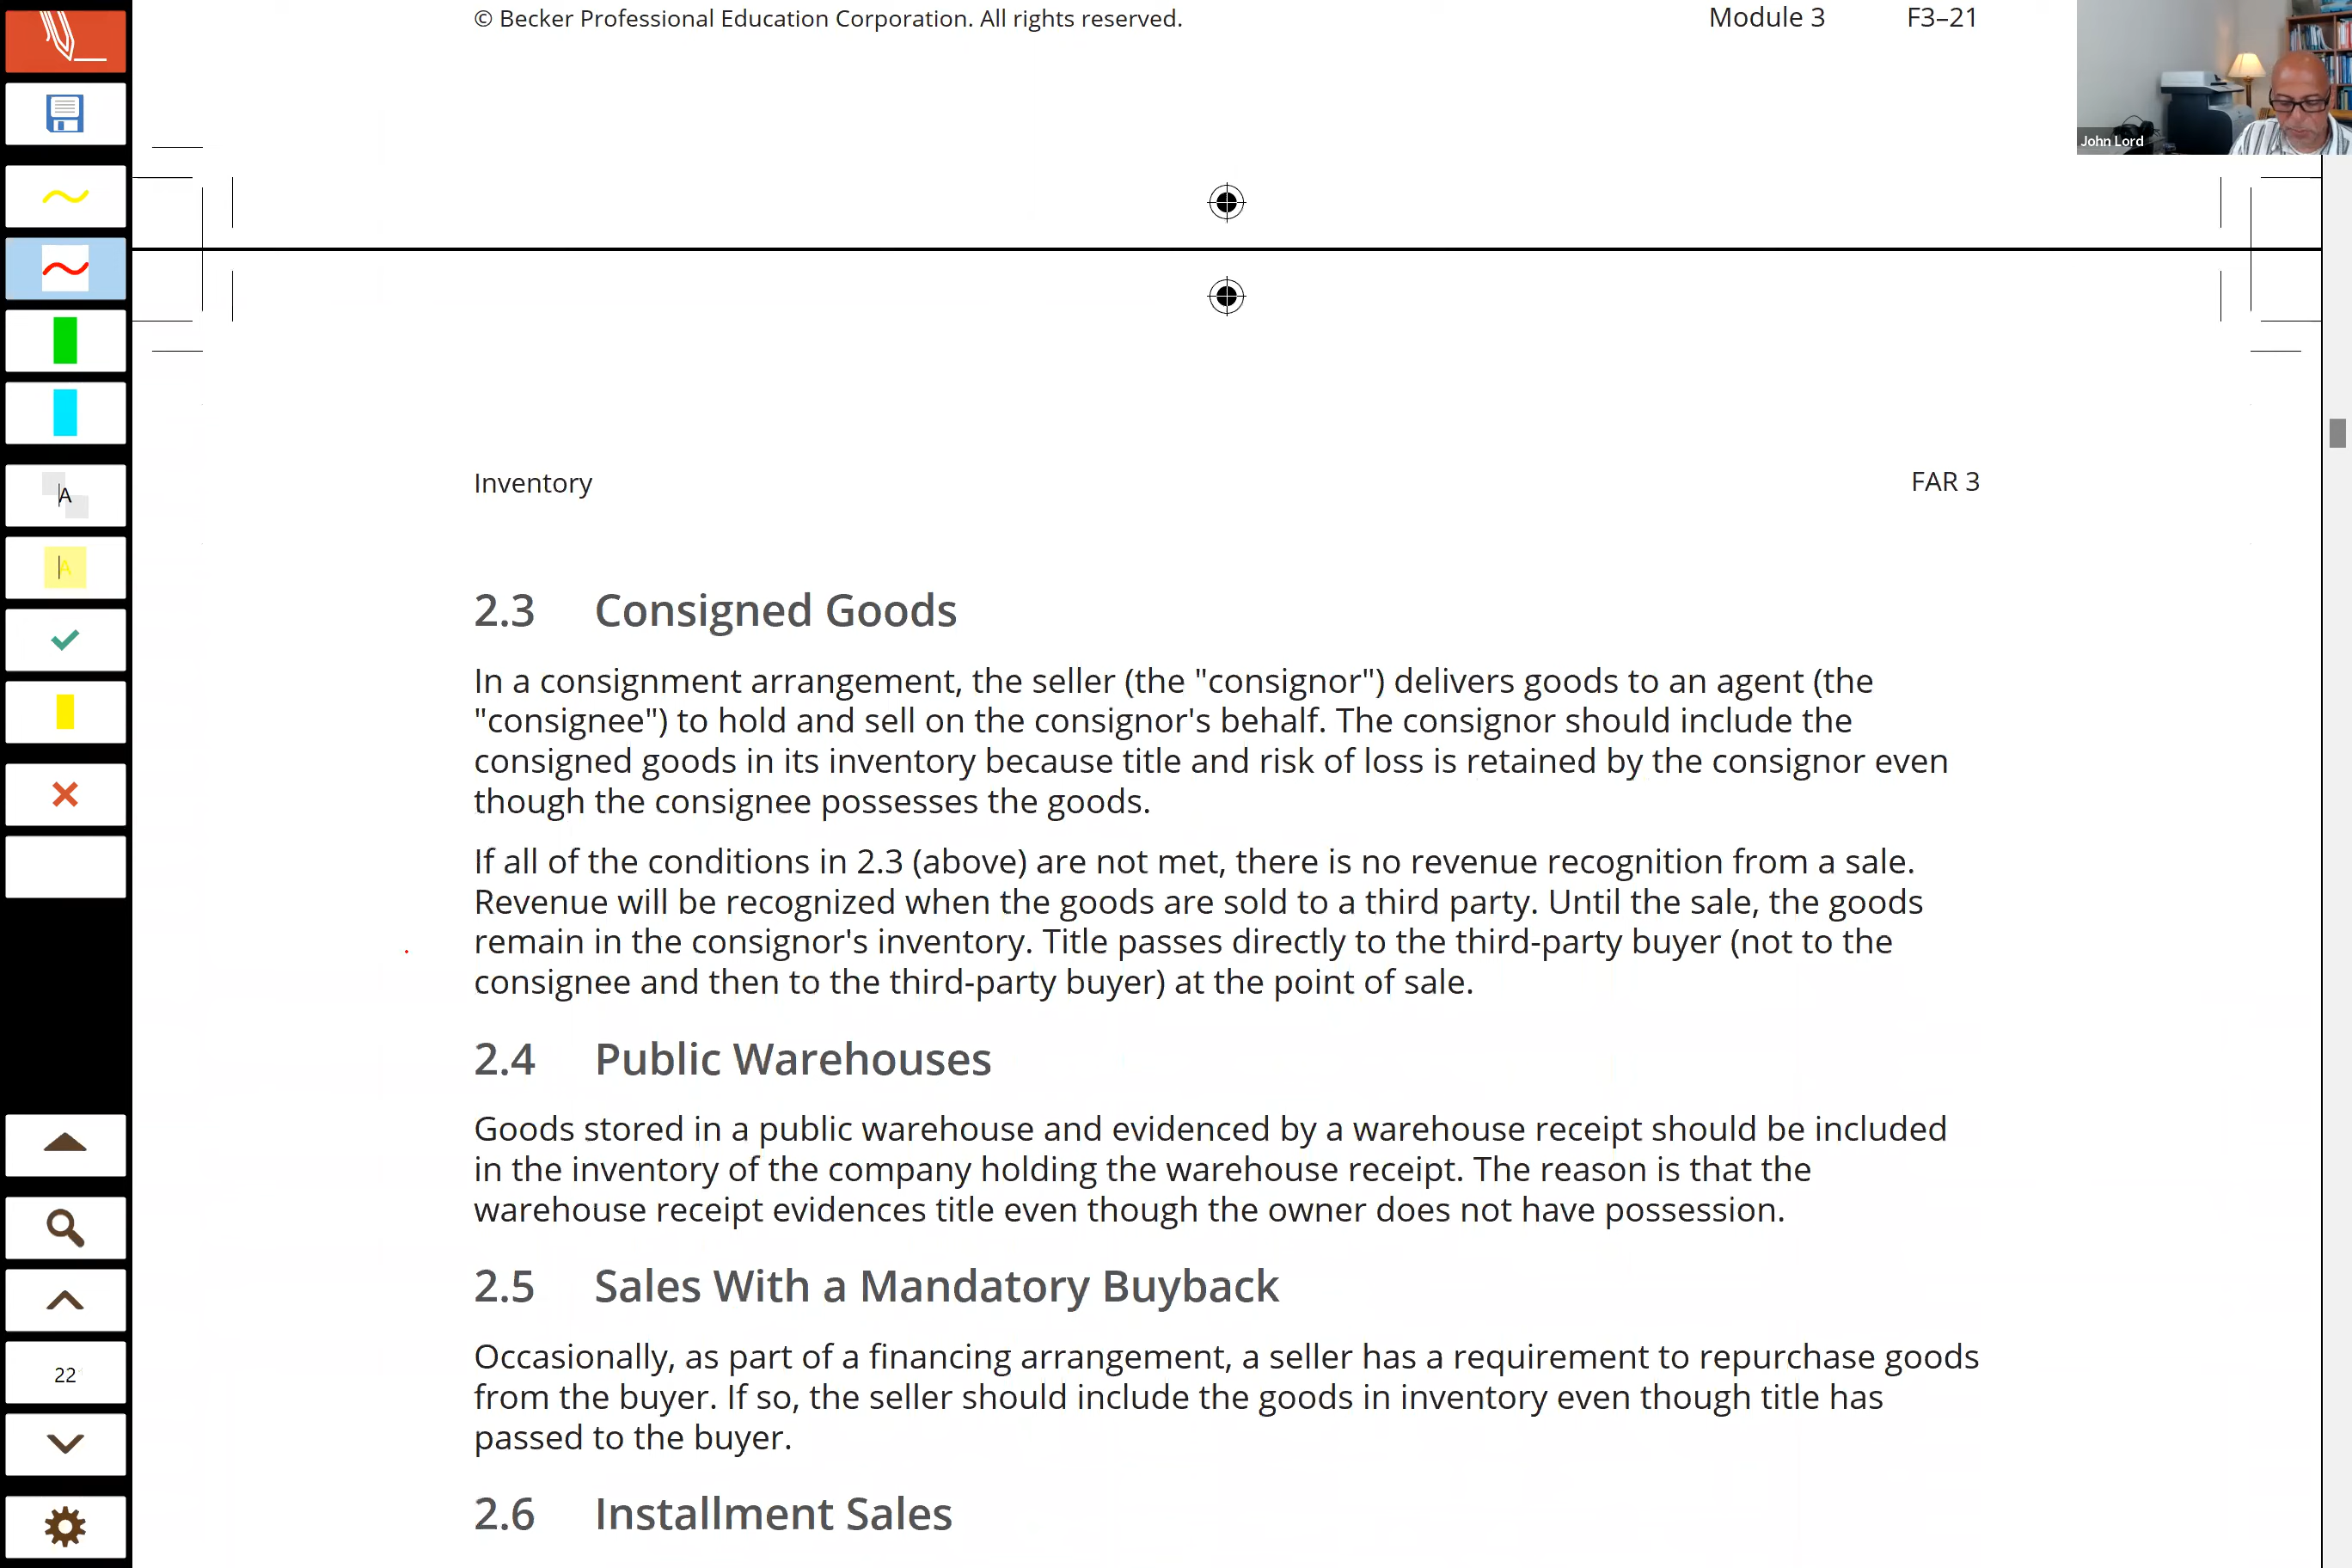 © Becker Professional Education Corporation. All rights reserved.
Module 3 F3–21
John Lord
Inventory
FAR 3
2.3 Consigned Goods
In a consignment arrangement, the seller (the "consignor") delivers goods to an agent (the
"consignee") to hold and sell on the consignor's behalf. The consignor should include the
consigned goods in its inventory because title and risk of loss is retained by the consignor even
though the consignee possesses the goods.
If all of the conditions in 2.3 (above) are not met, there is no revenue recognition from a sale.
Revenue will be recognized when the goods are sold to a third party. Until the sale, the goods
remain in the consignor's inventory. Title passes directly to the third-party buyer (not to the
consignee and then to the third-party buyer) at the point of sale.
2.4 Public Warehouses
Goods stored in a public warehouse and evidenced by a warehouse receipt should be included
in the inventory of the company holding the warehouse receipt. The reason is that the
warehouse receipt evidences title even though the owner does not have possession.
2.5 Sales With a Mandatory Buyback
Occasionally, as part of a financing arrangement, a seller has a requirement to repurchase goods
from the buyer. If so, the seller should include the goods in inventory even though title has
passed to the buyer.
2.6 Installment Sales
A
A
22